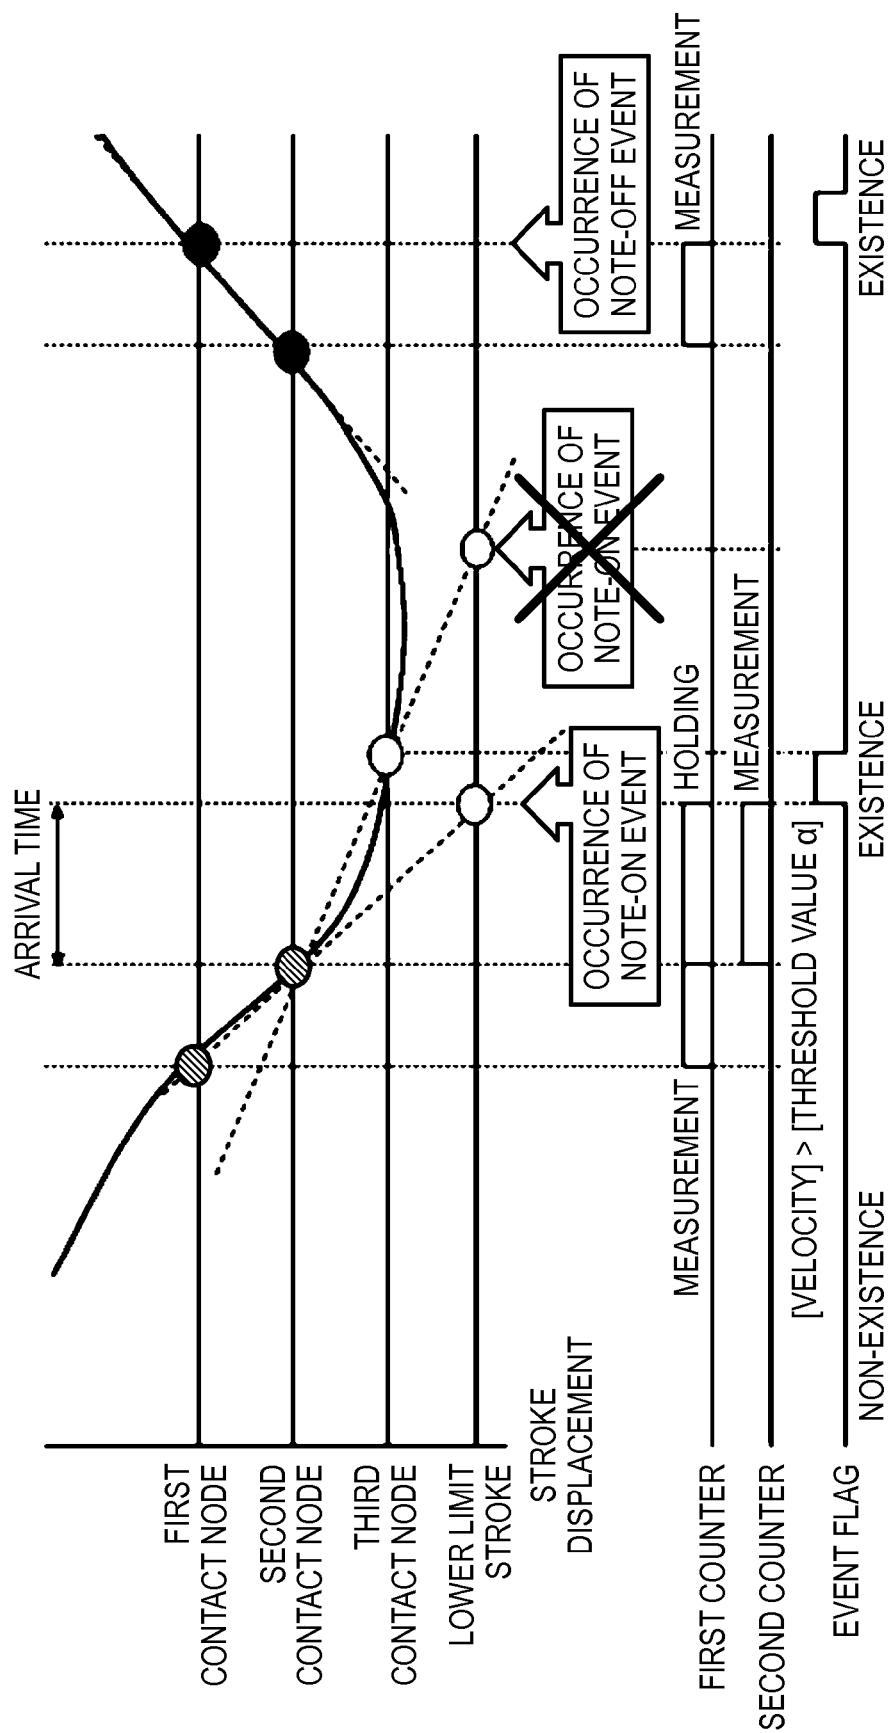 ARRIVAL TIME
FIRST
CONTACT NODE
SECOND
CONTACT NODE
THIRD
CONTACT NODE
LOWER LIMIT
STROKE
STROKE
DISPLACEMENT
OCCURRENCE OF
NOTE-ON EVENT
OCCURRENCE OF
NOTE-ON EVENT
OCCURRENCE OF
NOTE-OFF EVENT
MEASUREMENT
HOLDING
MEASUREMENT
FIRST COUNTER
MEASUREMENT
SECOND COUNTER
[VELOCITY] > [THRESHOLD VALUE α]
EVENT FLAG
NON-EXISTENCE
EXISTENCE
EXISTENCE